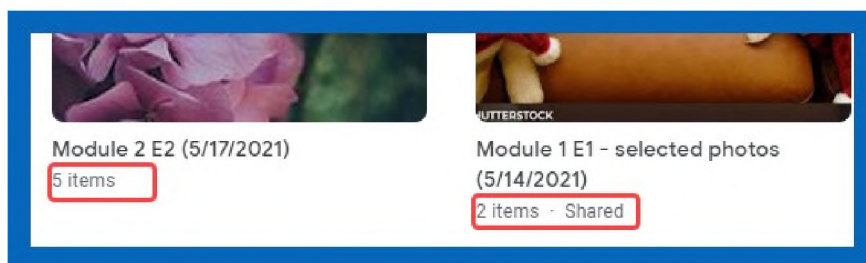 UTTERSTOCK
Module 2 E2 (5/17/2021)
5 items
Module 1 E1 - selected photos
(5/14/2021)
2 items · Shared